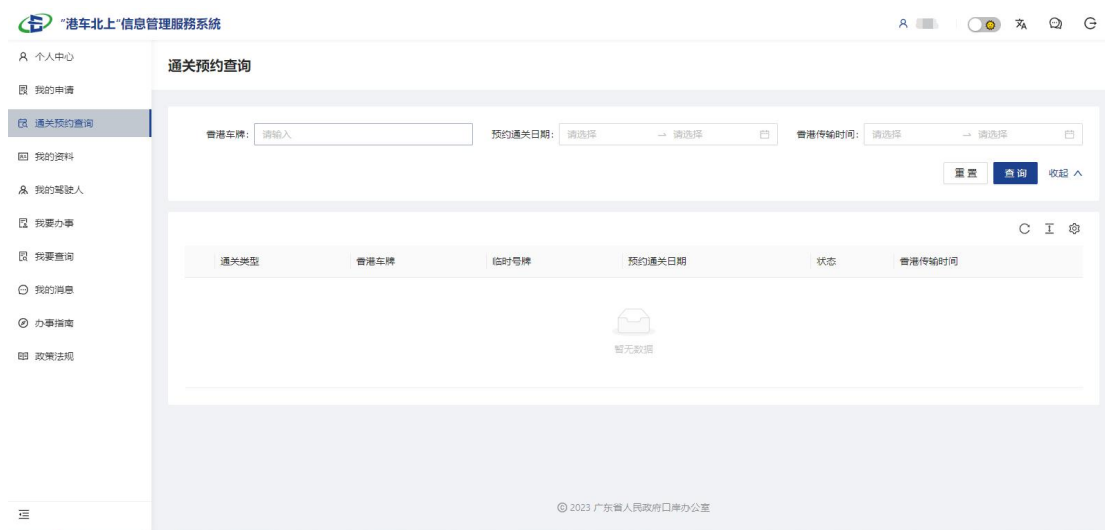 “港车北上”信息管理服務系統
个人中心
我的申请
通关预约查询
我的资料
我的驾驶人
我要办事
我要查询
我的消息
办事指南
政策法规
通关预约查询
香港车牌: 请输入 预约通关日期: 请选择 → 请选择 香港传输时间: 请选择 → 请选择
重置 查询 收起
通关类型 香港车牌 临时号牌 预约通关日期 状态 香港传输时间
暂无数据
© 2023 广东省人民政府口岸办公室